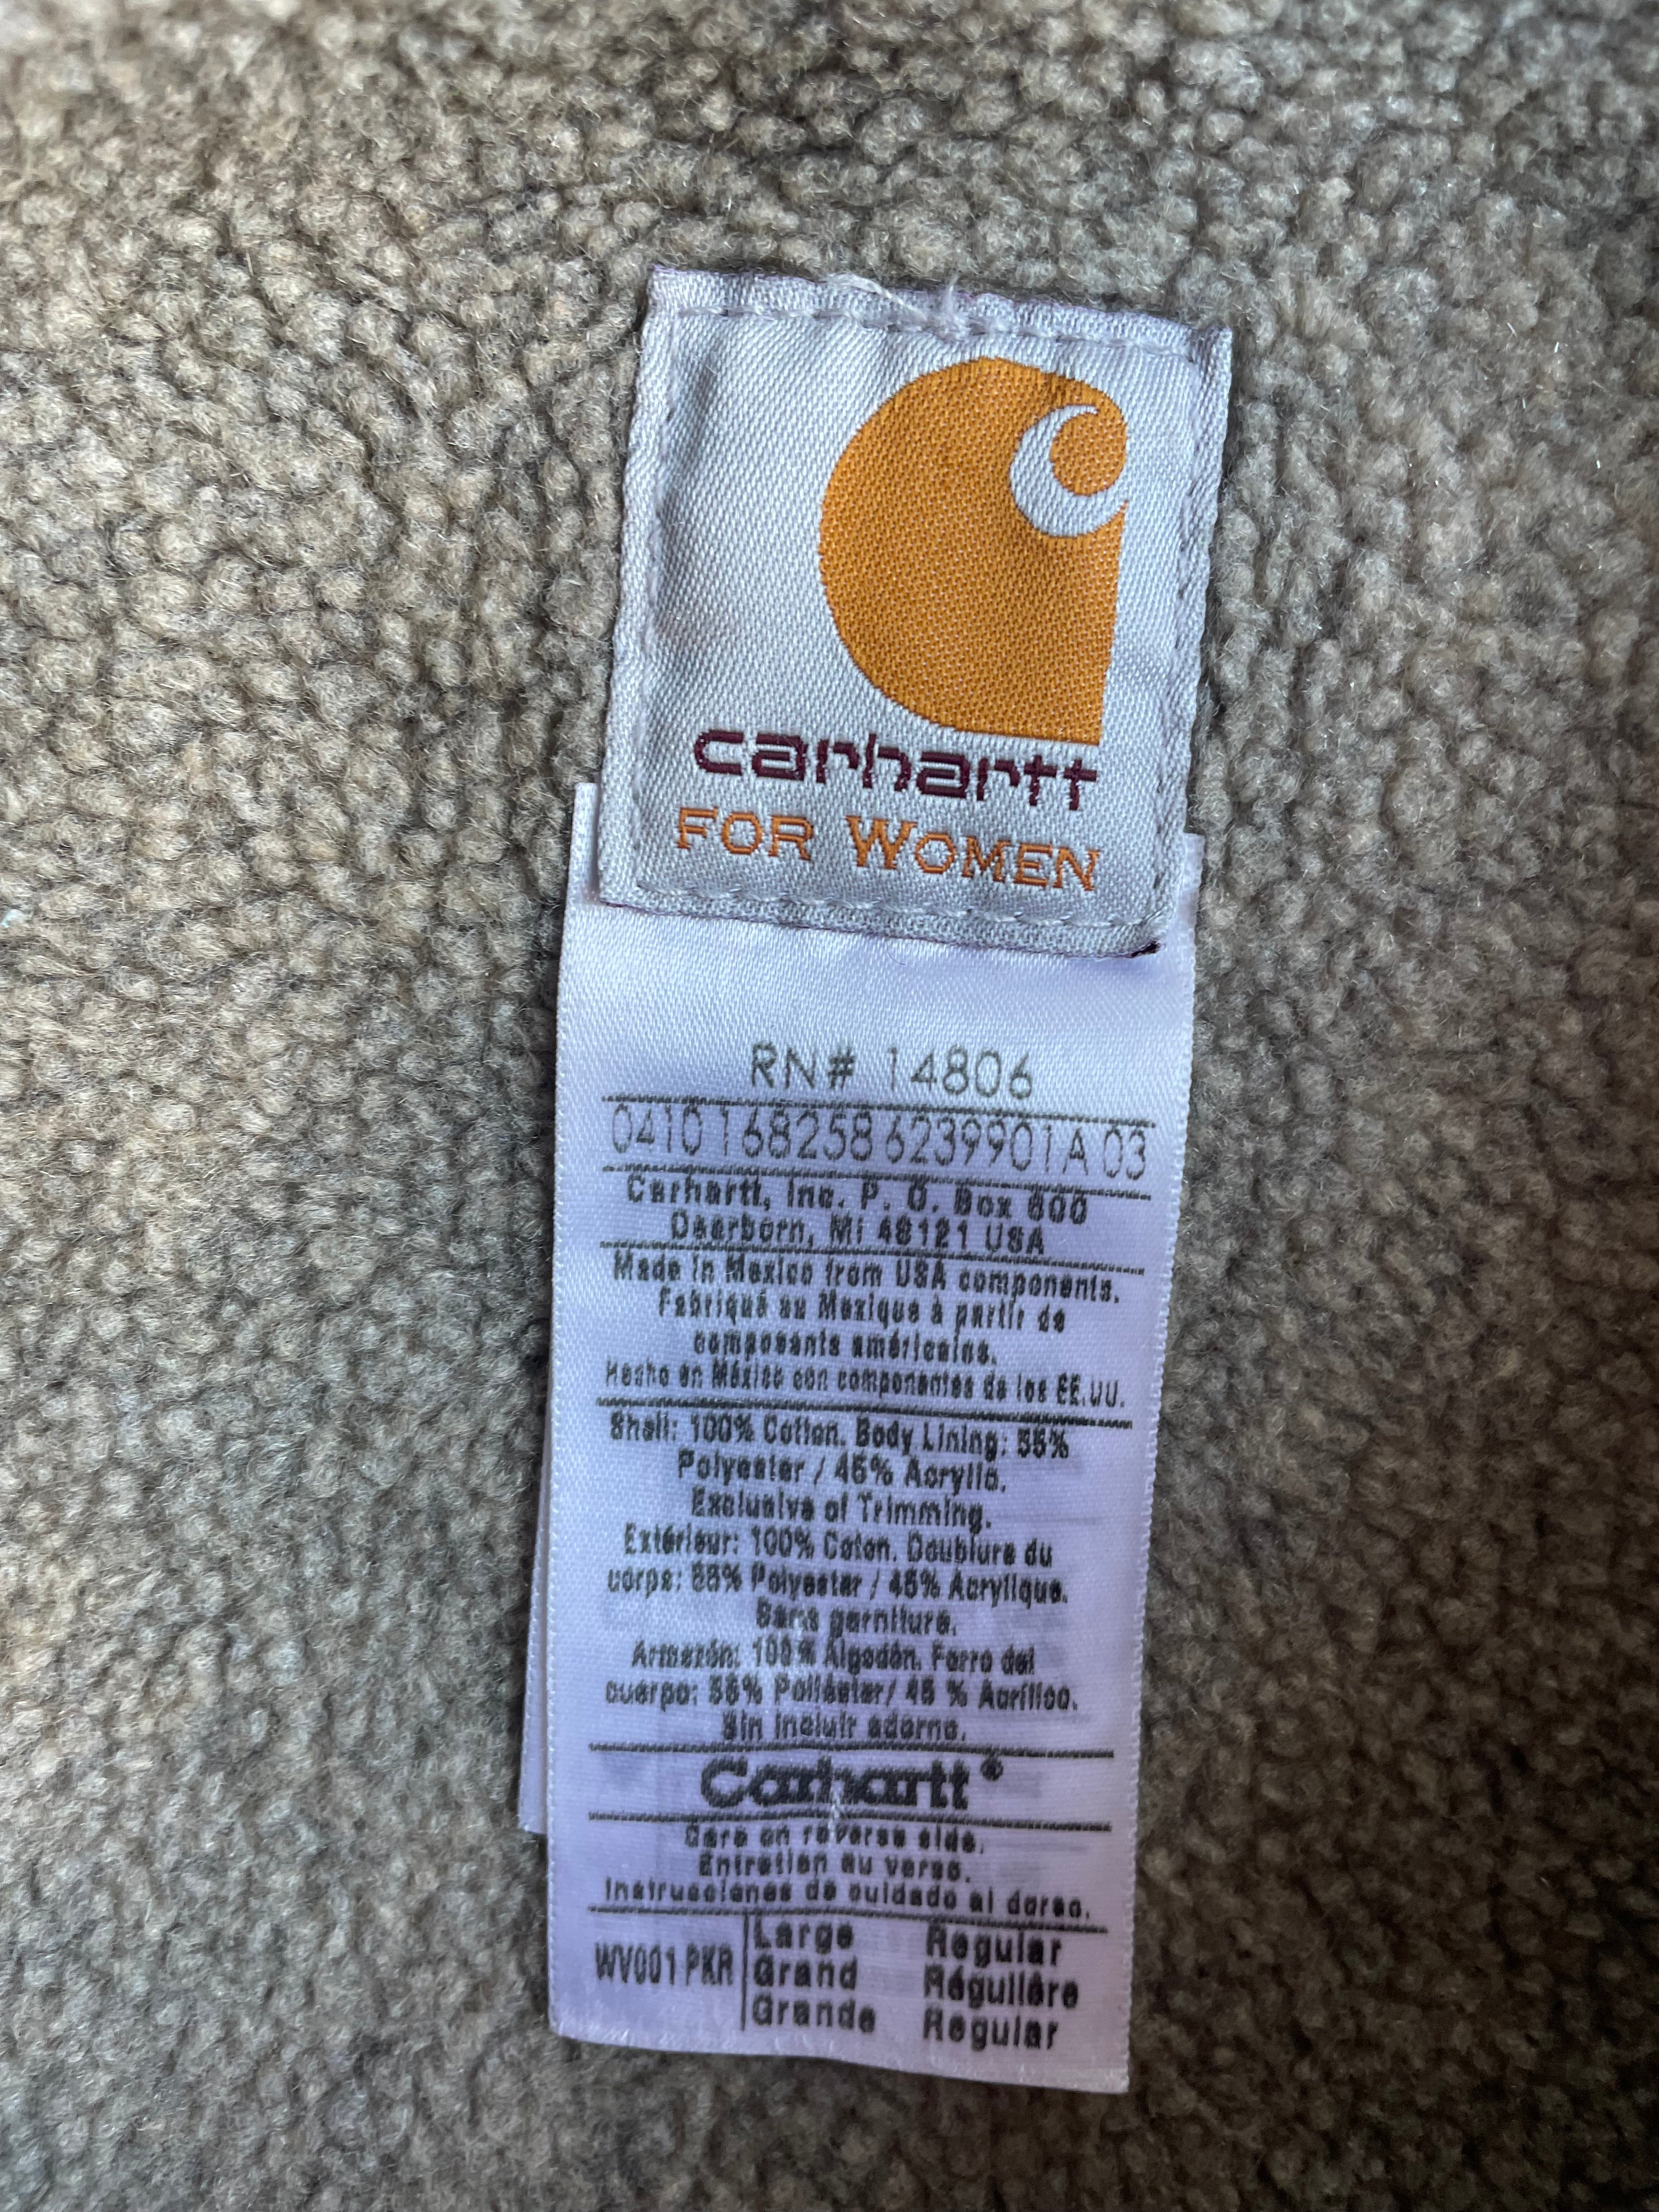 carhartt
FOR WOMEN
RN# 14806
0410 168258 6239901A 03
Carhartt, Inc. P. O. Box 600
Dearborn, MI 48121 USA
Made in Mexico from USA components.
Fabriqué au Mexique à partir de
composants américains.
Hecho en México con componentes de los EE.UU.
Shell: 100% Cotton. Body Lining: 55%
Polyester / 45% Acrylic.
Exclusive of Trimming.
Extérieur: 100% Coton. Doublure du
corps: 55% Polyester / 45% Acrylique.
Sans garniture.
Armazón: 100% Algodón. Forro del
cuerpo: 55% Poliéster/ 45 % Acrílico.
Sin incluir adorno.
Carhartt®
Care on reverse side.
Entretien au verso.
Instrucciones de cuidado al dorso.
WV001 PKR
Large Regular
Grand Régulière
Grande Regular